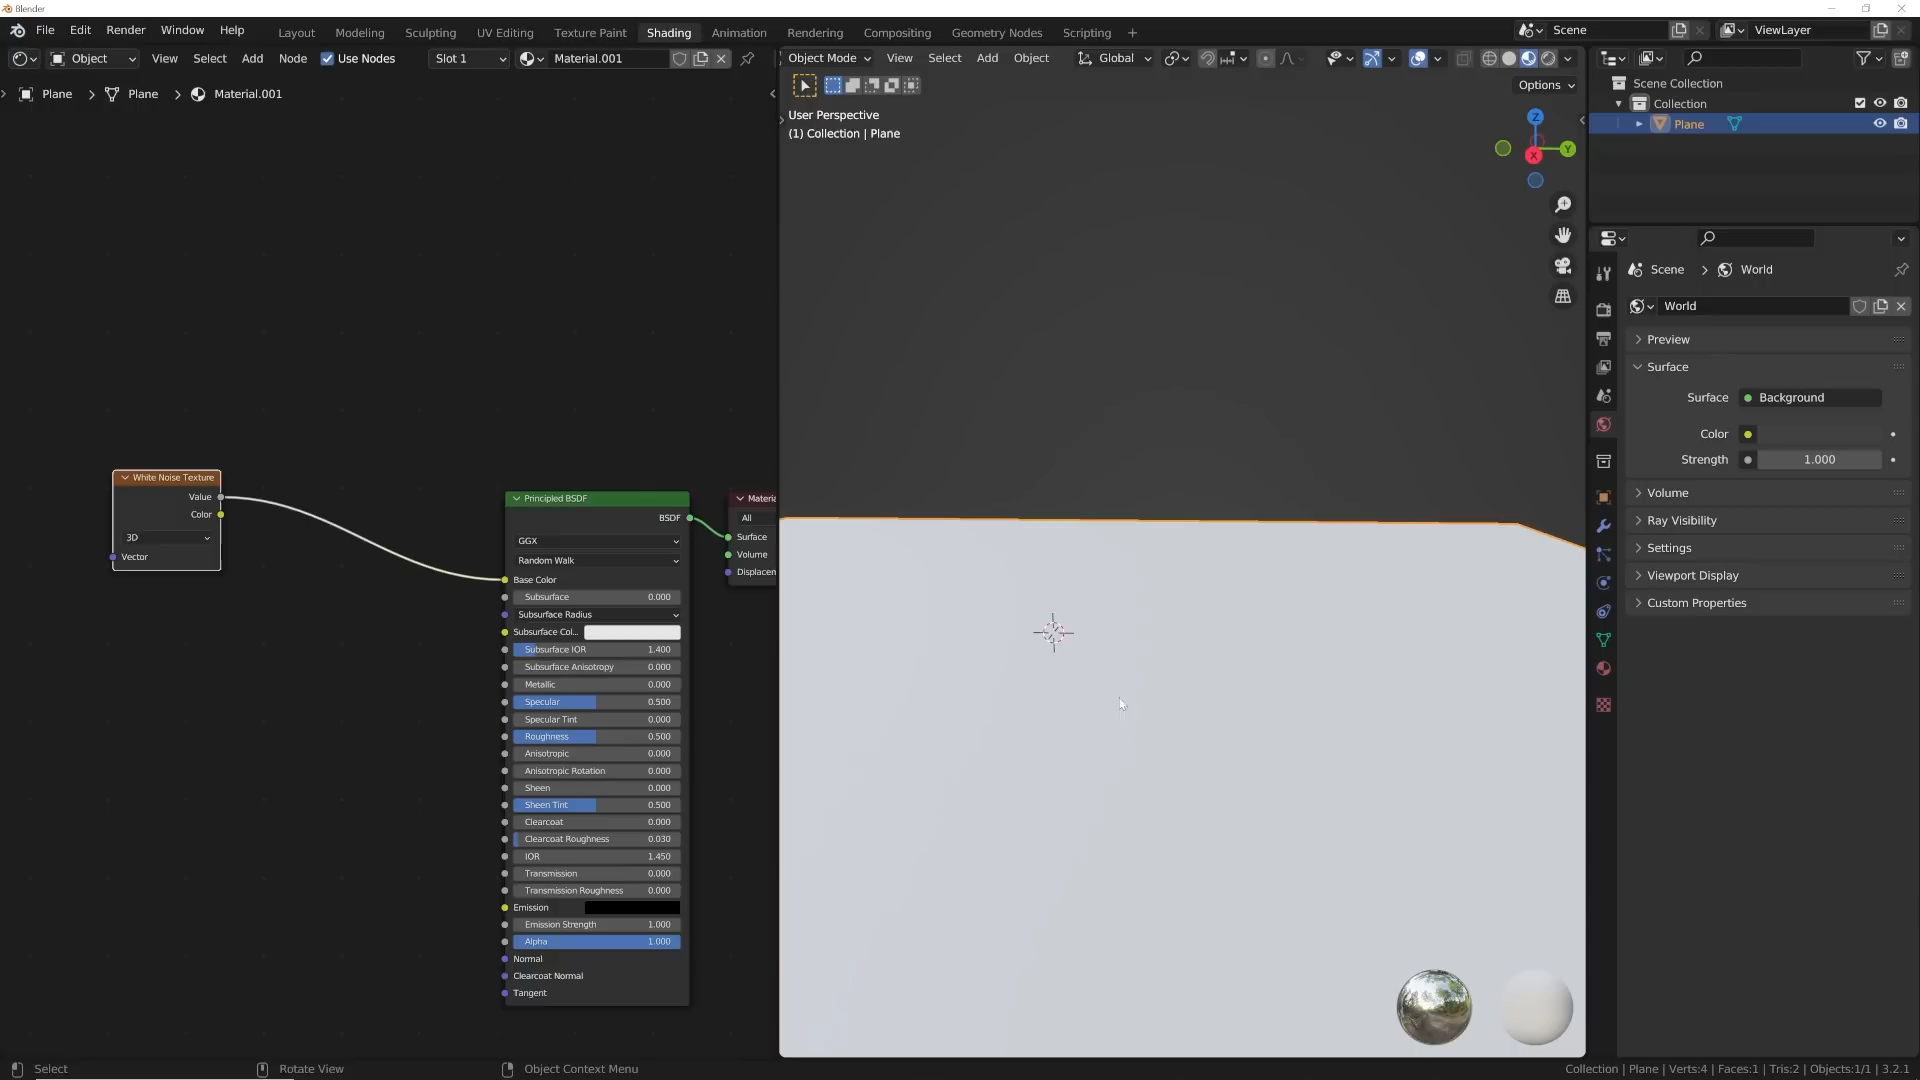 Blender
File Edit Render Window Help
Layout Modeling Sculpting UV Editing Texture Paint Shading Animation Rendering Compositing Geometry Nodes Scripting +
Scene
ViewLayer
Object View Select Add Node Use Nodes Slot 1 Material.001
Object Mode View Select Add Object Global
Plane > Plane > Material.001
Options
User Perspective
(1) Collection | Plane
Z
Y
X
White Noise Texture
Value
Color
3D
Vector
Principled BSDF
BSDF
GGX
Random Walk
Base Color
Subsurface 0.000
Subsurface Radius
Subsurface Col...
Subsurface IOR 1.400
Subsurface Anisotropy 0.000
Metallic 0.000
Specular 0.500
Specular Tint 0.000
Roughness 0.500
Anisotropic 0.000
Anisotropic Rotation 0.000
Sheen 0.000
Sheen Tint 0.500
Clearcoat 0.000
Clearcoat Roughness 0.030
IOR 1.450
Transmission 0.000
Transmission Roughness 0.000
Emission
Emission Strength 1.000
Alpha 1.000
Normal
Clearcoat Normal
Tangent
Materia
All
Surface
Volume
Displacem
Scene Collection
Collection
Plane
Scene > World
World
Preview
Surface
Surface Background
Color
Strength 1.000
Volume
Ray Visibility
Settings
Viewport Display
Custom Properties
Select
Rotate View
Object Context Menu
Collection | Plane | Verts:4 | Faces:1 | Tris:2 | Objects:1/1 | 3.2.1